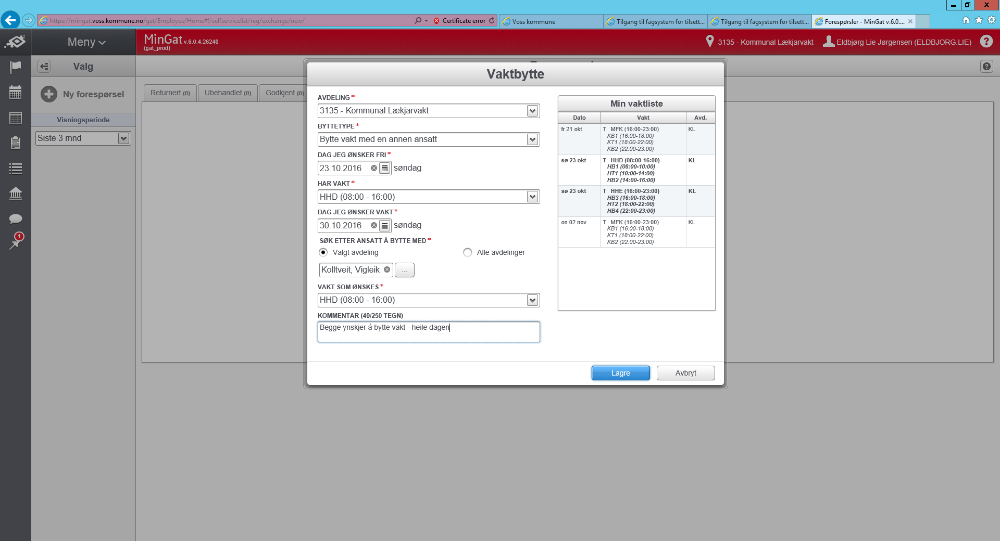 https://mingat.voss.kommune.no/gat/Employee/Home#!/selfservicelist/reg/exchange/new/
Certificate error
Voss kommune
Tilgang til fagsystem for tilsett...
Tilgang til fagsystem for tilsett...
Forespørsler - MinGat v.6.0....
Meny
MinGat v.6.0.4.26240
(gat_prod)
3135 - Kommunal Lækjarvakt
Eldbjørg Lie Jørgensen (ELDBJORG.LIE)
Valg
Ny forespørsel
Visningsperiode
Siste 3 mnd
1
Returnert (0)
Ubehandlet (0)
Godkjent (0)
Vaktbytte
AVDELING *
3135 - Kommunal Lækjarvakt
BYTTETYPE *
Bytte vakt med en annen ansatt
DAG JEG ØNSKER FRI *
23.10.2016 søndag
HAR VAKT *
HHD (08:00 - 16:00)
DAG JEG ØNSKER VAKT *
30.10.2016 søndag
SØK ETTER ANSATT Å BYTTE MED *
Valgt avdeling
Alle avdelinger
Kolltveit, Vigleik
...
VAKT SOM ØNSKES *
HHD (08:00 - 16:00)
KOMMENTAR (40/250 TEGN)
Begge ynskjer å bytte vakt - heile dagen
Min vaktliste
Dato Vakt Avd.
fr 21 okt T MFK (16:00-23:00) KL
KB1 (16:00-18:00)
KT1 (18:00-22:00)
KB2 (22:00-23:00)
sø 23 okt T HHD (08:00-16:00) KL
HB1 (08:00-10:00)
HT1 (10:00-14:00)
HB2 (14:00-16:00)
sø 23 okt T HHE (16:00-23:00) KL
HB3 (16:00-18:00)
HT2 (18:00-22:00)
HB4 (22:00-23:00)
on 02 nov T MFK (16:00-23:00) KL
KB1 (16:00-18:00)
KT1 (18:00-22:00)
KB2 (22:00-23:00)
Lagre
Avbryt